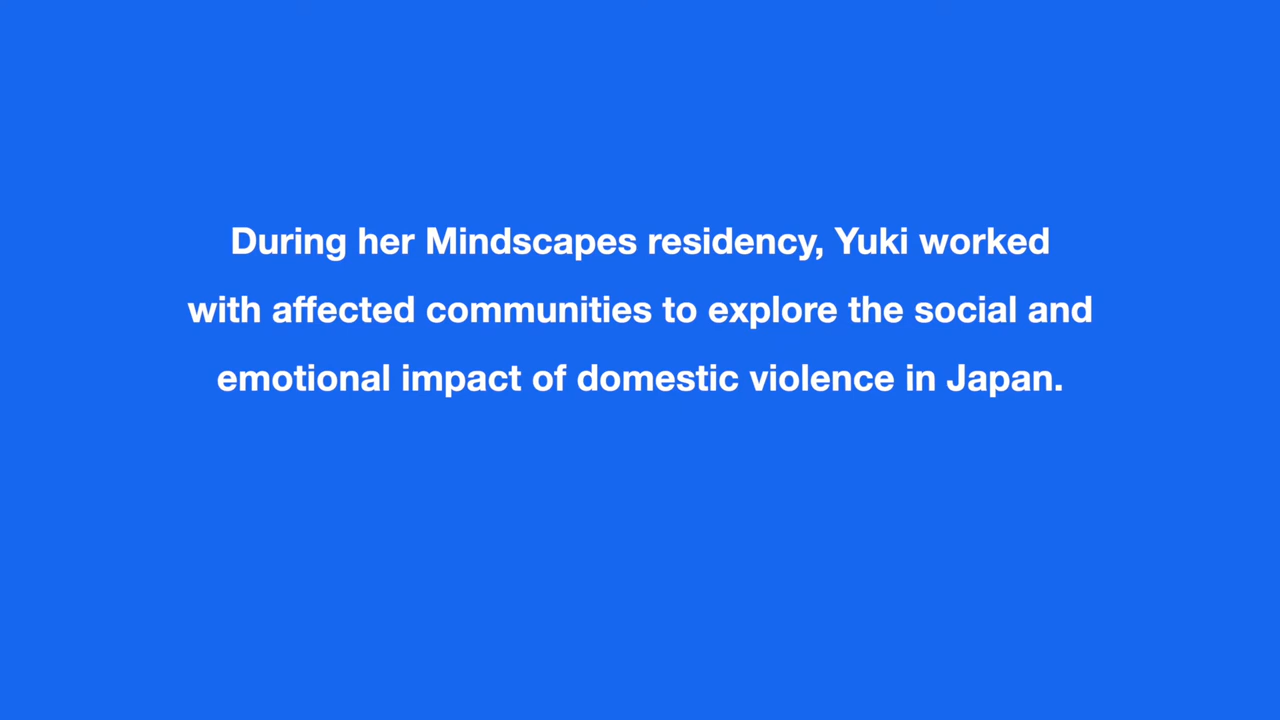 During her Mindscapes residency, Yuki worked
with affected communities to explore the social and
emotional impact of domestic violence in Japan.